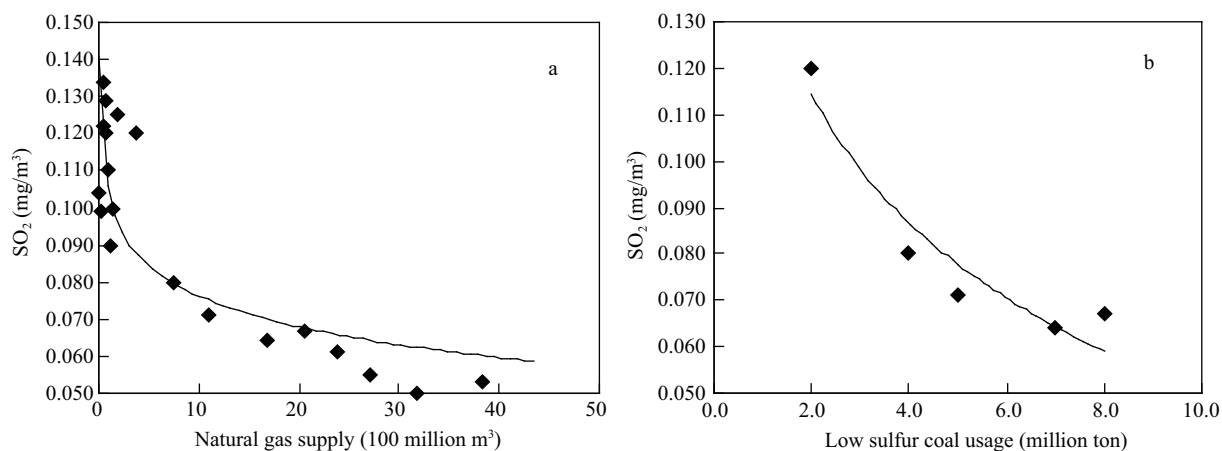 0.150
0.140
0.130
0.120
0.110
0.100
0.090
0.080
0.070
0.060
0.050
SO₂ (mg/m³)
a
0 10 20 30 40 50
Natural gas supply (100 million m³)
0.130
0.120
0.110
0.100
0.090
0.080
0.070
0.060
0.050
SO₂ (mg/m³)
b
0.0 2.0 4.0 6.0 8.0 10.0
Low sulfur coal usage (million ton)